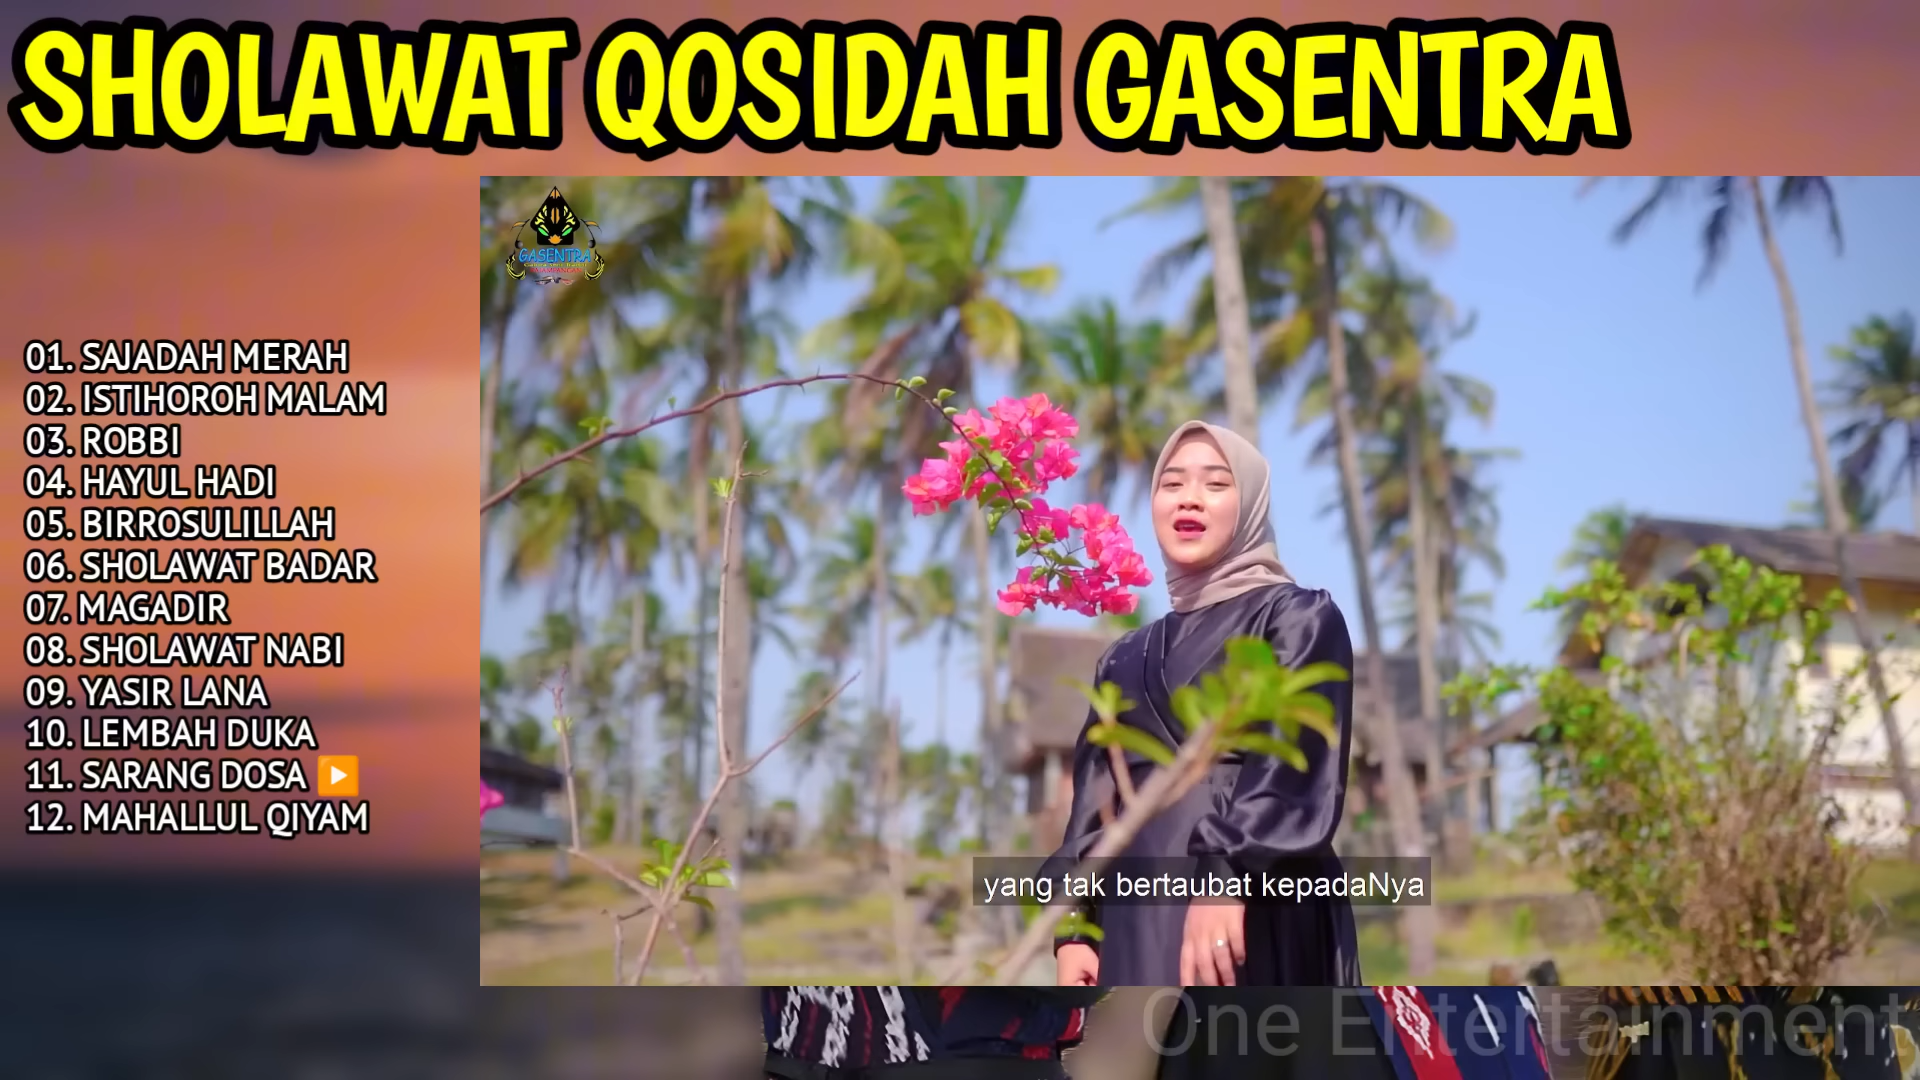 SHOLAWAT QOSIDAH GASENTRA
GASENTRA
01. SAJADAH MERAH
02. ISTIHOROH MALAM
03. ROBBI
04. HAYUL HADI
05. BIRROSULILLAH
06. SHOLAWAT BADAR
07. MAGADIR
08. SHOLAWAT NABI
09. YASIR LANA
10. LEMBAH DUKA
11. SARANG DOSA ▶️
12. MAHALLUL QIYAM
yang tak bertaubat kepadaNya
One Entertainment